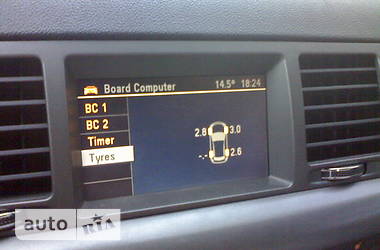 Board Computer 14.5° 18:24
BC 1
BC 2
Timer
Tyres
2.8 3.0
-.- 2.6
auto RIA